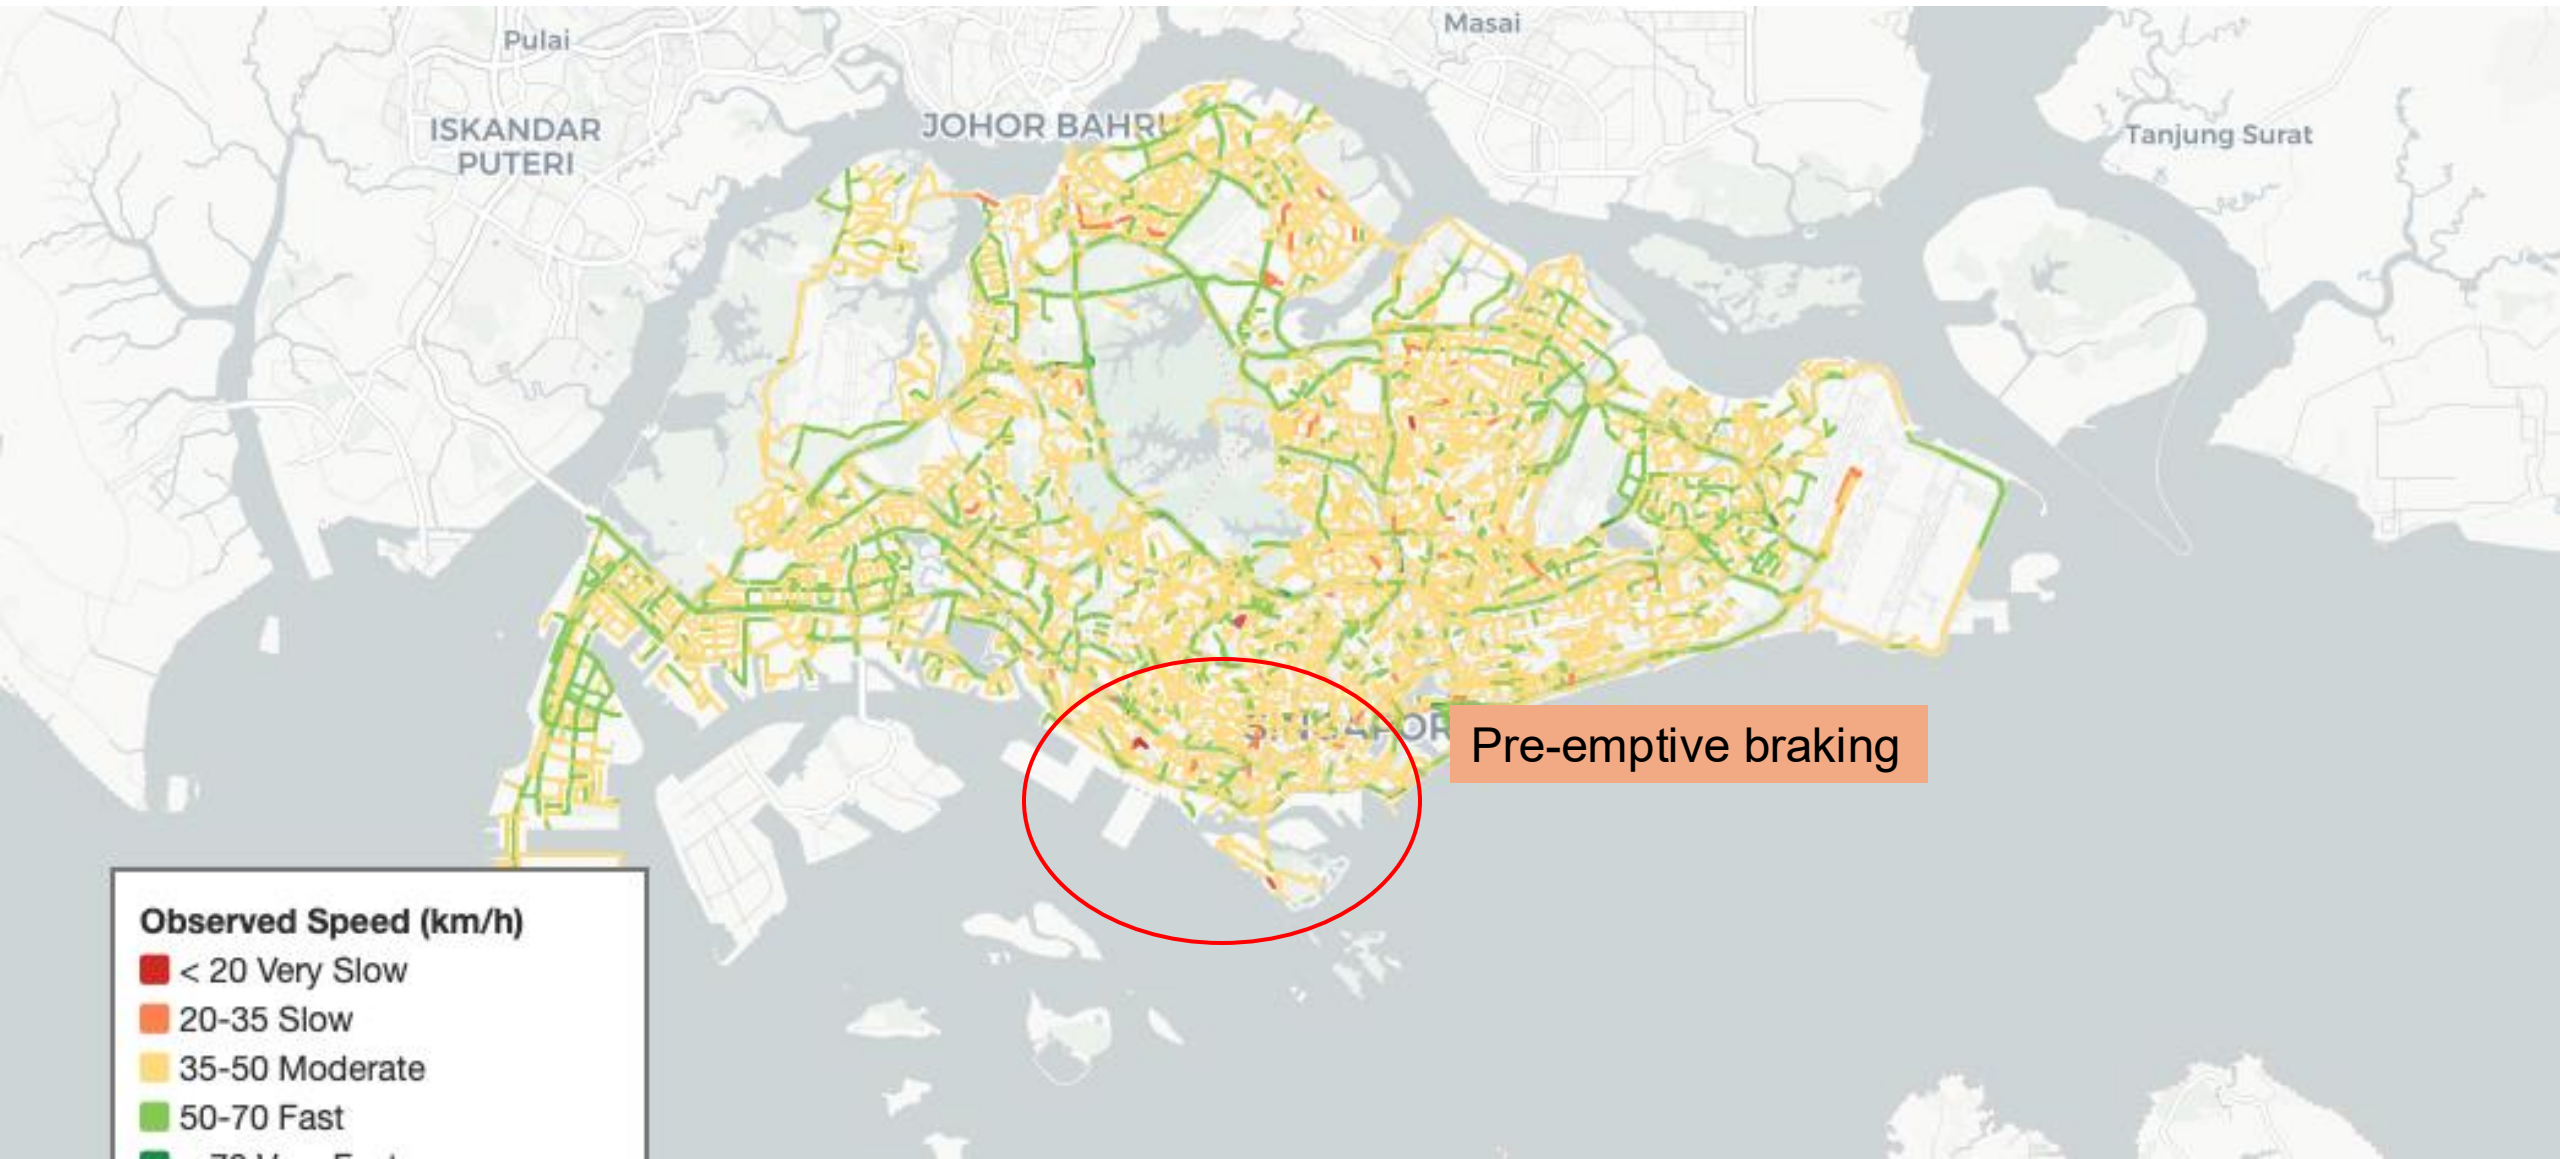 Pulai
Masai
ISKANDAR
PUTERI
JOHOR BAHRU
Tanjung Surat
SINGAPOR
Pre-emptive braking
Observed Speed (km/h)
< 20 Very Slow
20-35 Slow
35-50 Moderate
50-70 Fast